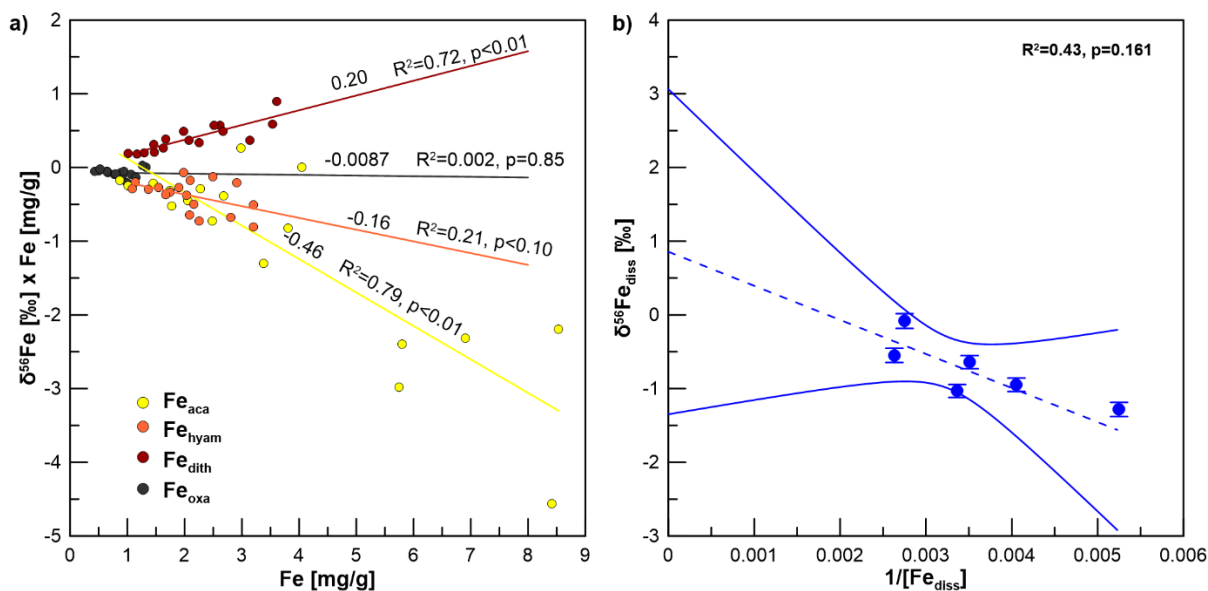 a)
δ⁵⁶Fe [‰] x Fe [mg/g]
2
1
0
-1
-2
-3
-4
-5
0.20 R²=0.72, p<0.01
-0.0087 R²=0.002, p=0.85
-0.16 R²=0.21, p<0.10
-0.46 R²=0.79, p<0.01
Fe_aca
Fe_hyam
Fe_dith
Fe_oxa
0 1 2 3 4 5 6 7 8 9
Fe [mg/g]
b)
R²=0.43, p=0.161
δ⁵⁶Fe_diss [‰]
4
3
2
1
0
-1
-2
-3
0 0.001 0.002 0.003 0.004 0.005 0.006
1/[Fe_diss]